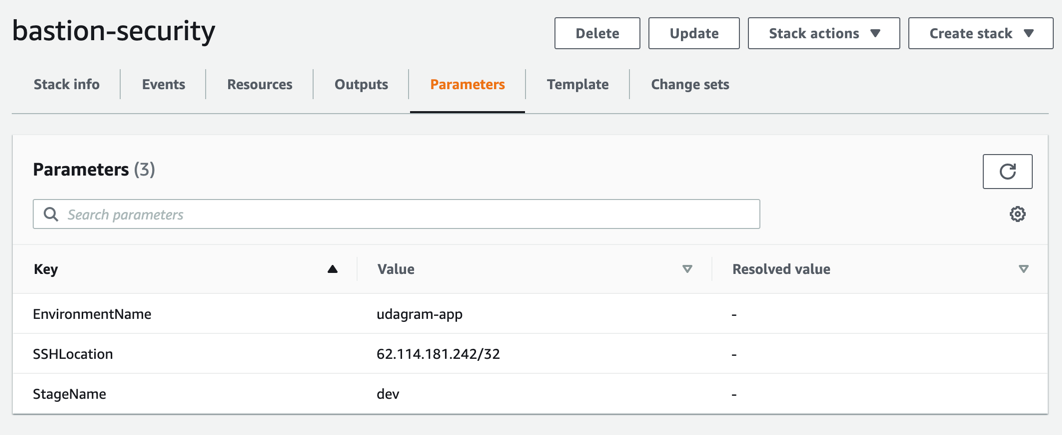 bastion-security
Delete Update Stack actions Create stack
Stack info Events Resources Outputs Parameters Template Change sets
Parameters (3)
Search parameters
Key Value Resolved value
EnvironmentName udagram-app -
SSHLocation 62.114.181.242/32 -
StageName dev -